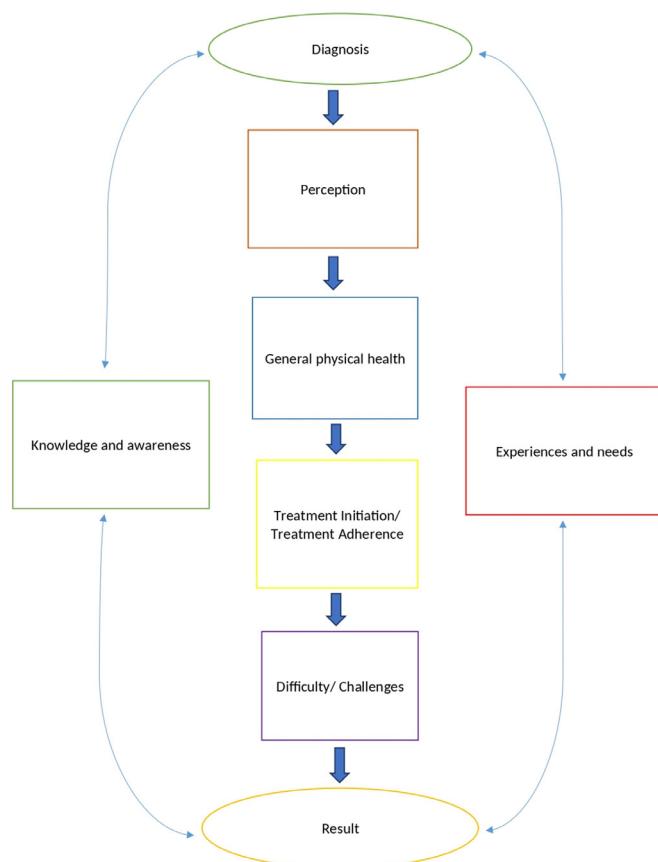 Diagnosis
Perception
General physical health
Knowledge and awareness
Experiences and needs
Treatment Initiation/
Treatment Adherence
Difficulty/ Challenges
Result